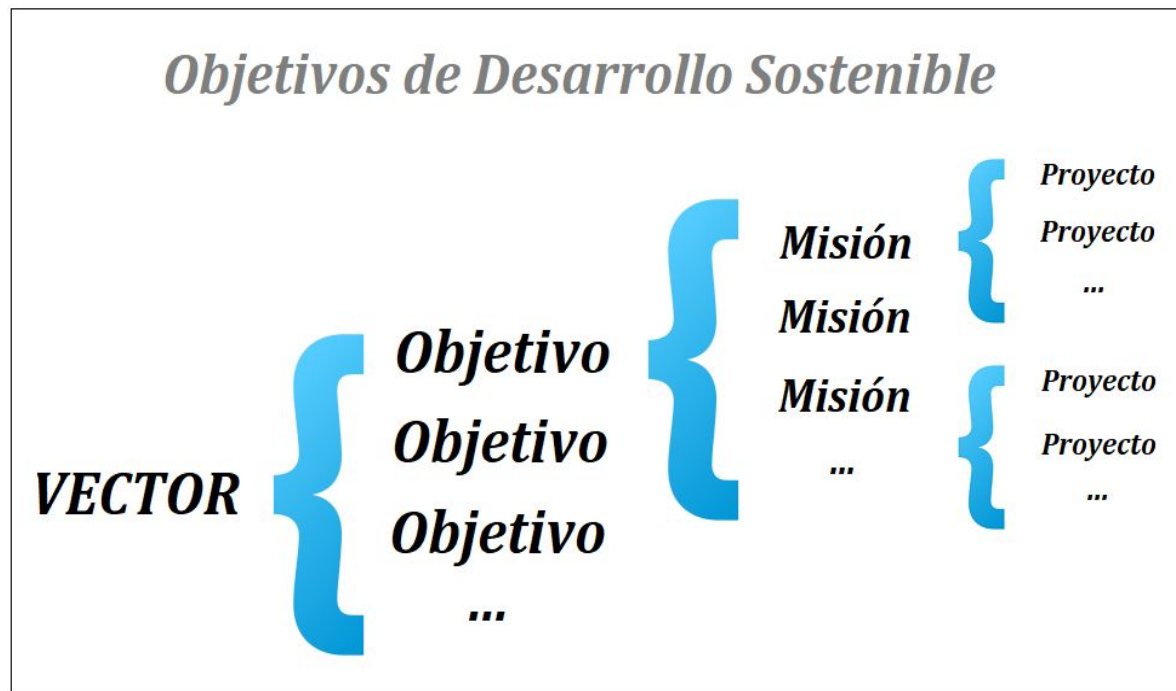 Objetivos de Desarrollo Sostenible
VECTOR
Objetivo
Objetivo
Objetivo
...
Misión
Misión
Misión
...
Proyecto
Proyecto
...
Proyecto
Proyecto
...